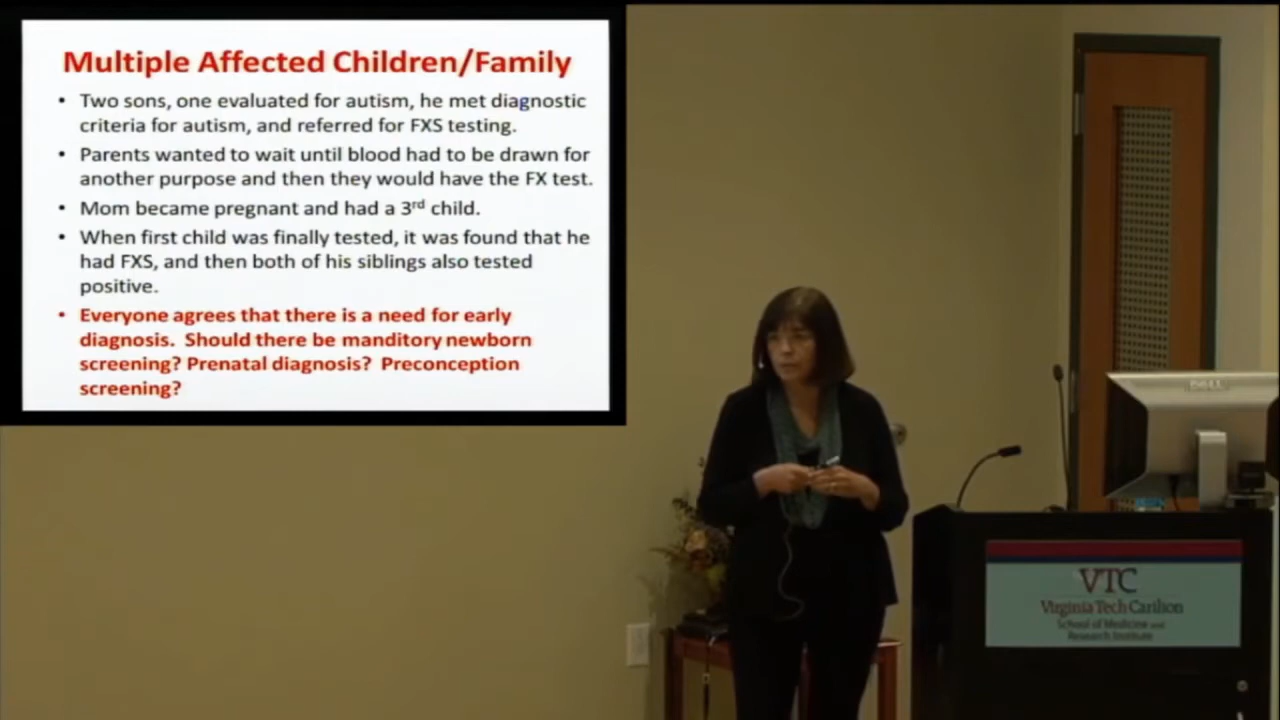 Multiple Affected Children/Family
• Two sons, one evaluated for autism, he met diagnostic
criteria for autism, and referred for FXS testing.
• Parents wanted to wait until blood had to be drawn for
another purpose and then they would have the FX test.
• Mom became pregnant and had a 3rd child.
• When first child was finally tested, it was found that he
had FXS, and then both of his siblings also tested
positive.
• Everyone agrees that there is a need for early
diagnosis. Should there be manditory newborn
screening? Prenatal diagnosis? Preconception
screening?
DELL
VTC
Virginia Tech Carilion
School of Medicine and
Research Institute